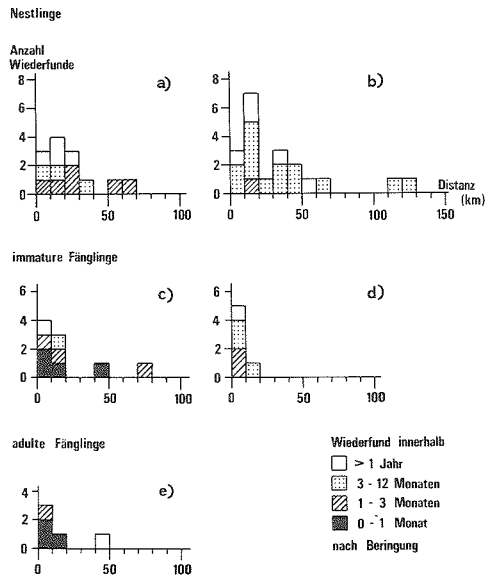 Nestlinge
Anzahl
Wiederfunde
a)
b)
8
6
4
2
0
0 50 100
8
6
4
2
0
0 50 100 150
Distanz
(km)
immature Fänglinge
c)
d)
6
4
2
0
0 50 100
6
4
2
0
0 50 100
adulte Fänglinge
e)
4
2
0
0 50 100
Wiederfund innerhalb
> 1 Jahr
3 - 12 Monaten
1 - 3 Monaten
0 - 1 Monat
nach Beringung